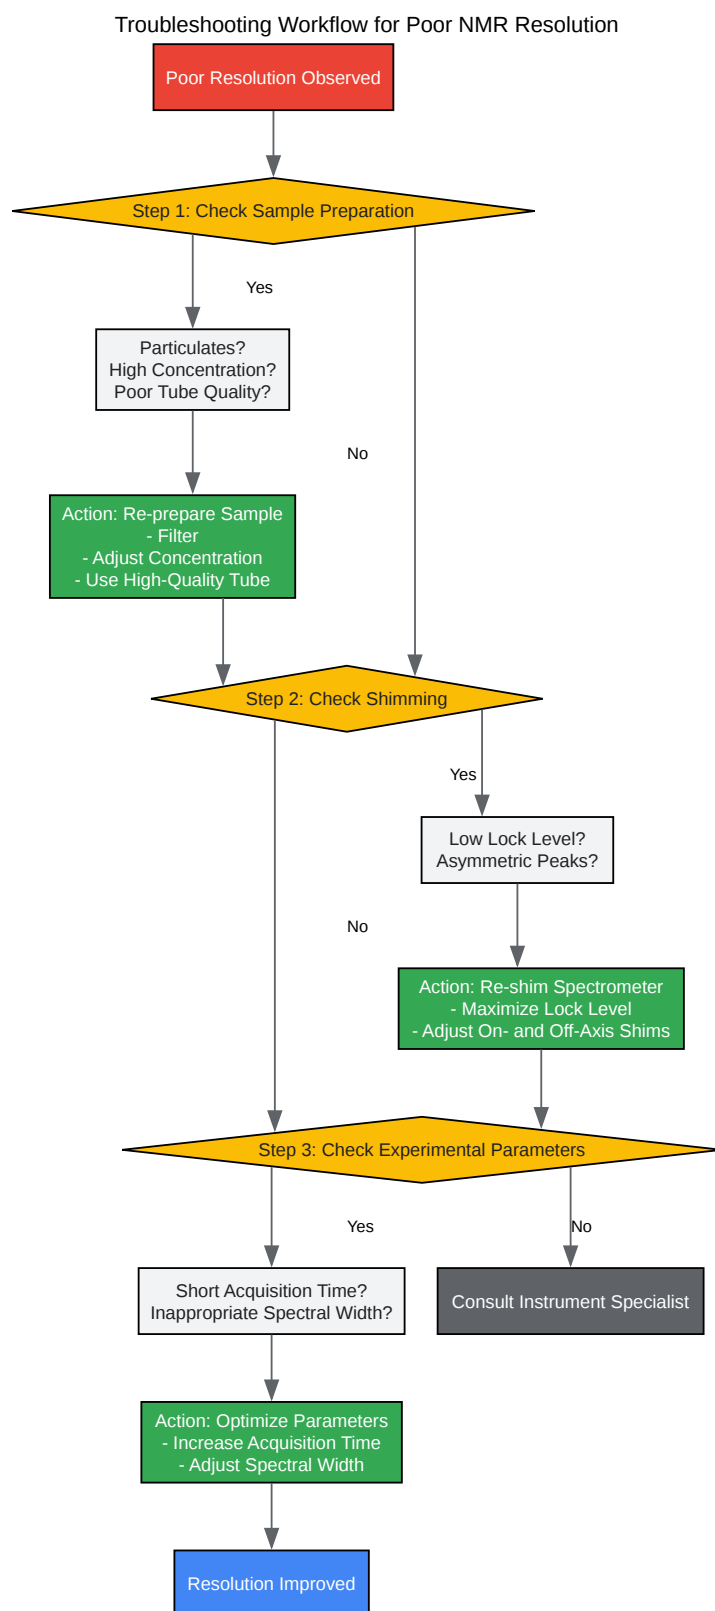 Troubleshooting Workflow for Poor NMR Resolution
Poor Resolution Observed
Step 1: Check Sample Preparation
Yes
Particulates?
High Concentration?
Poor Tube Quality?
No
Action: Re-prepare Sample
- Filter
- Adjust Concentration
- Use High-Quality Tube
Step 2: Check Shimming
Yes
Low Lock Level?
Asymmetric Peaks?
No
Action: Re-shim Spectrometer
- Maximize Lock Level
- Adjust On- and Off-Axis Shims
Step 3: Check Experimental Parameters
Yes
No
Short Acquisition Time?
Inappropriate Spectral Width?
Consult Instrument Specialist
Action: Optimize Parameters
- Increase Acquisition Time
- Adjust Spectral Width
Resolution Improved